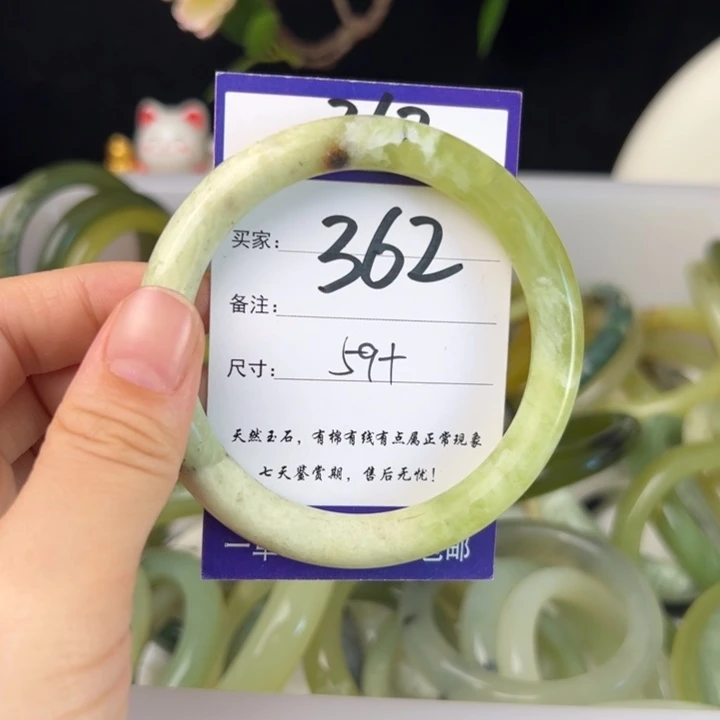 买家: 362
备注:
尺寸: 59+
天然玉石，有棉有线有点属正常现象
七天鉴赏期，售后无忧！